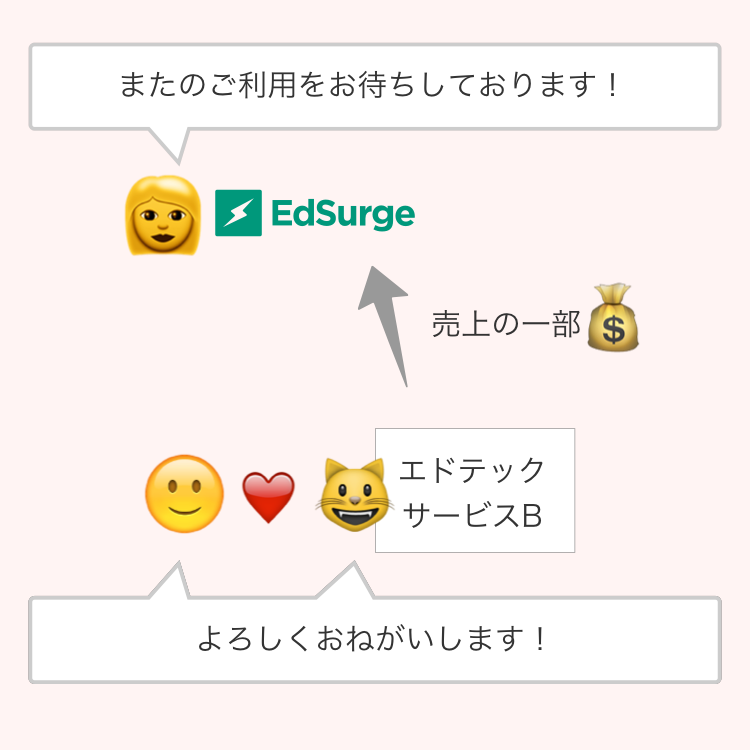 またのご利用をお待ちしております！
EdSurge
売上の一部
$
エドテック
サービスB
よろしくおねがいします！